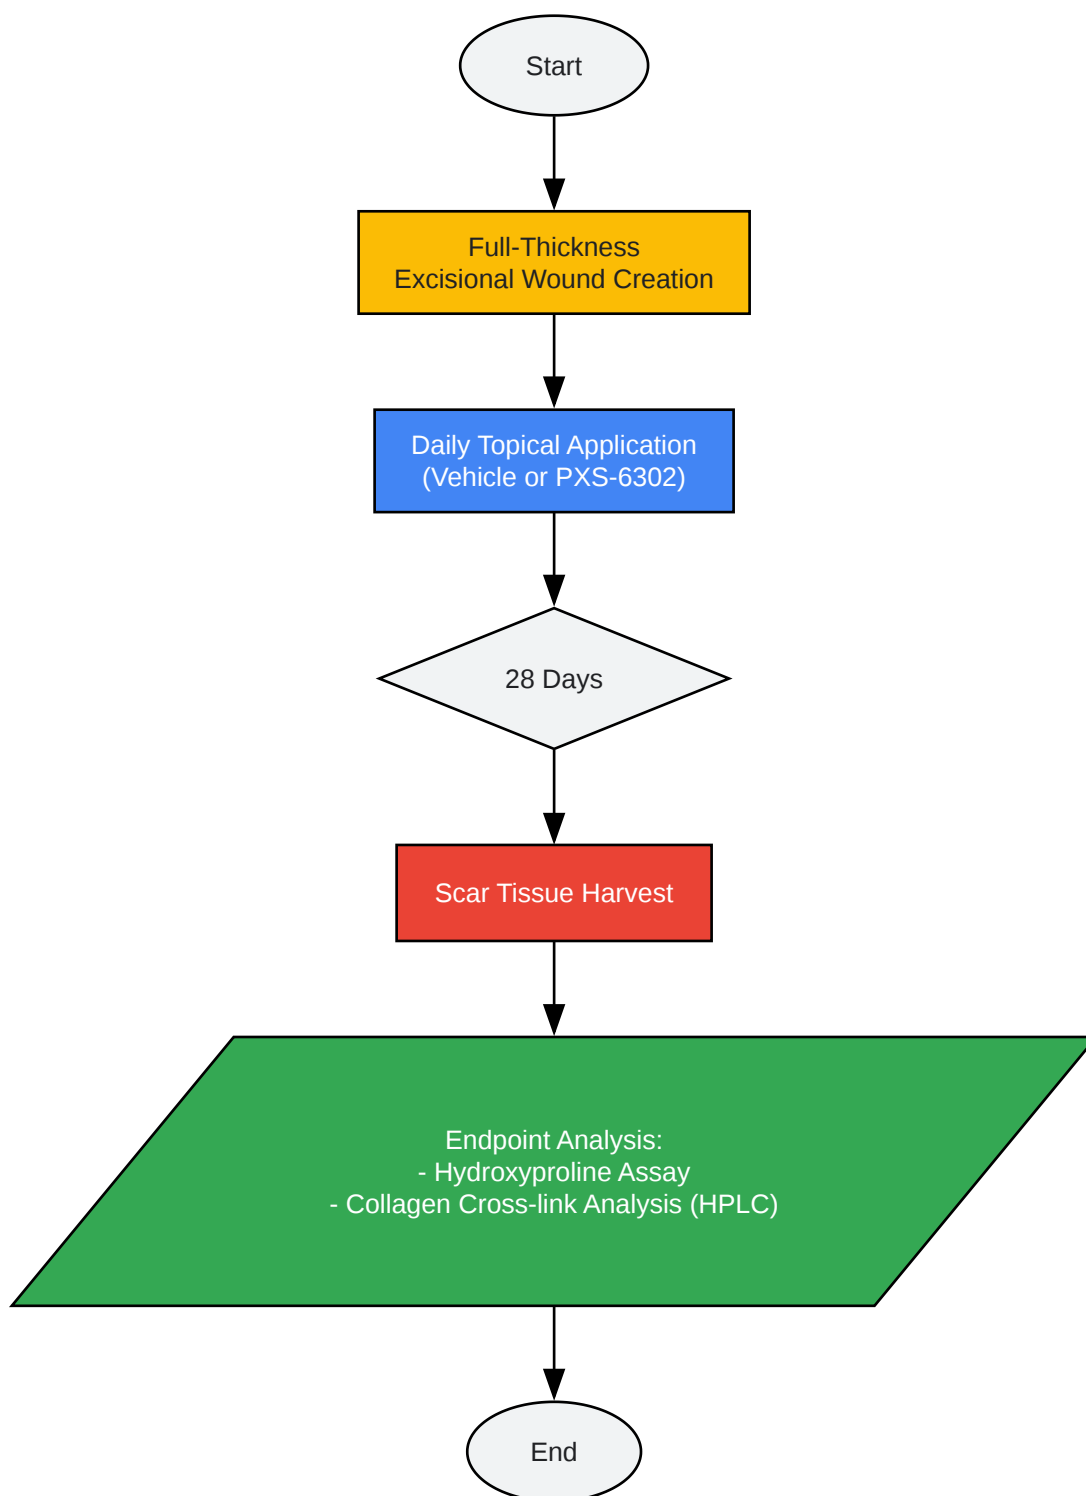 Start
Full-Thickness
Excisional Wound Creation
Daily Topical Application
(Vehicle or PXS-6302)
28 Days
Scar Tissue Harvest
Endpoint Analysis:
- Hydroxyproline Assay
- Collagen Cross-link Analysis (HPLC)
End